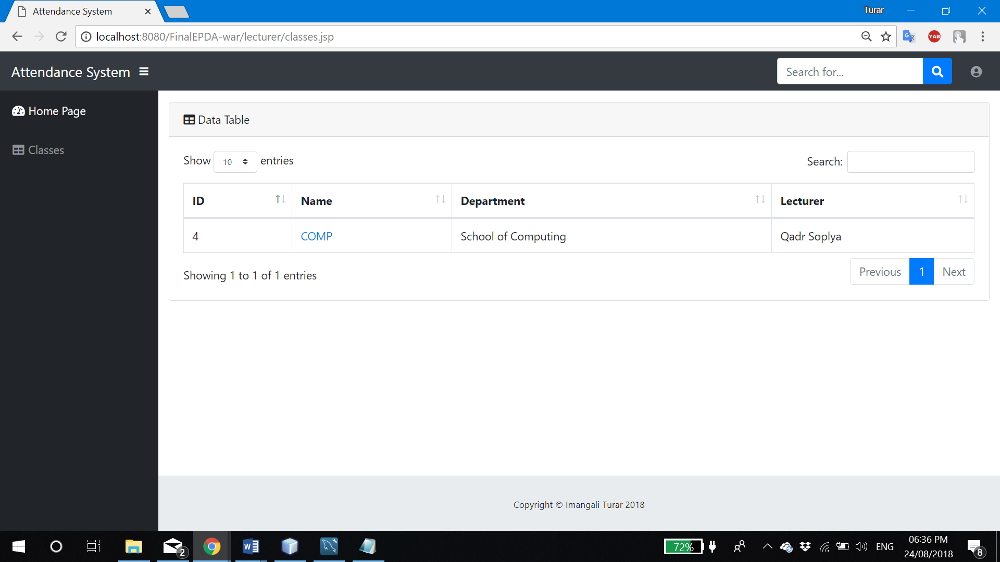 Attendance System
Turar
localhost:8080/FinalEPDA-war/lecturer/classes.jsp
YAB
Attendance System
Search for...
Home Page
Data Table
Classes
Show 10 entries
Search:
ID Name Department Lecturer
4 COMP School of Computing Qadr Soplya
Showing 1 to 1 of 1 entries
Previous 1 Next
Copyright © Imangali Turar 2018
2
72%
ENG
06:36 PM
24/08/2018
8